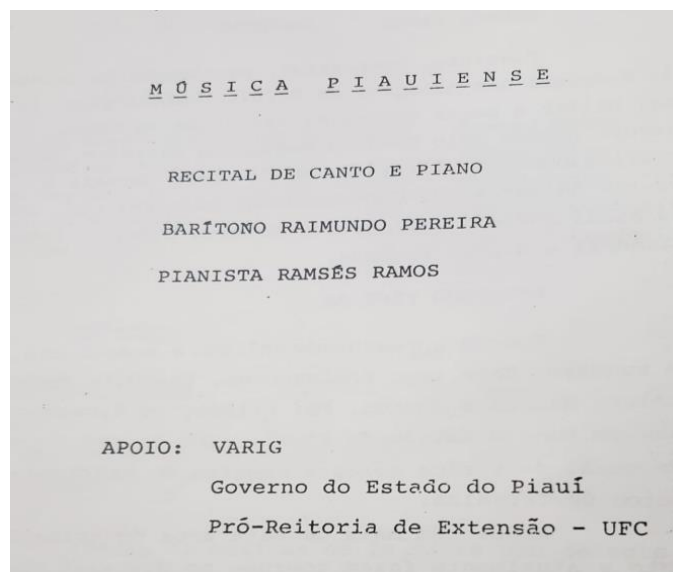 MÚSICA PIAUIENSE
RECITAL DE CANTO E PIANO
BARÍTONO RAIMUNDO PEREIRA
PIANISTA RAMSÉS RAMOS
APOIO: VARIG
Governo do Estado do Piauí
Pró-Reitoria de Extensão - UFC